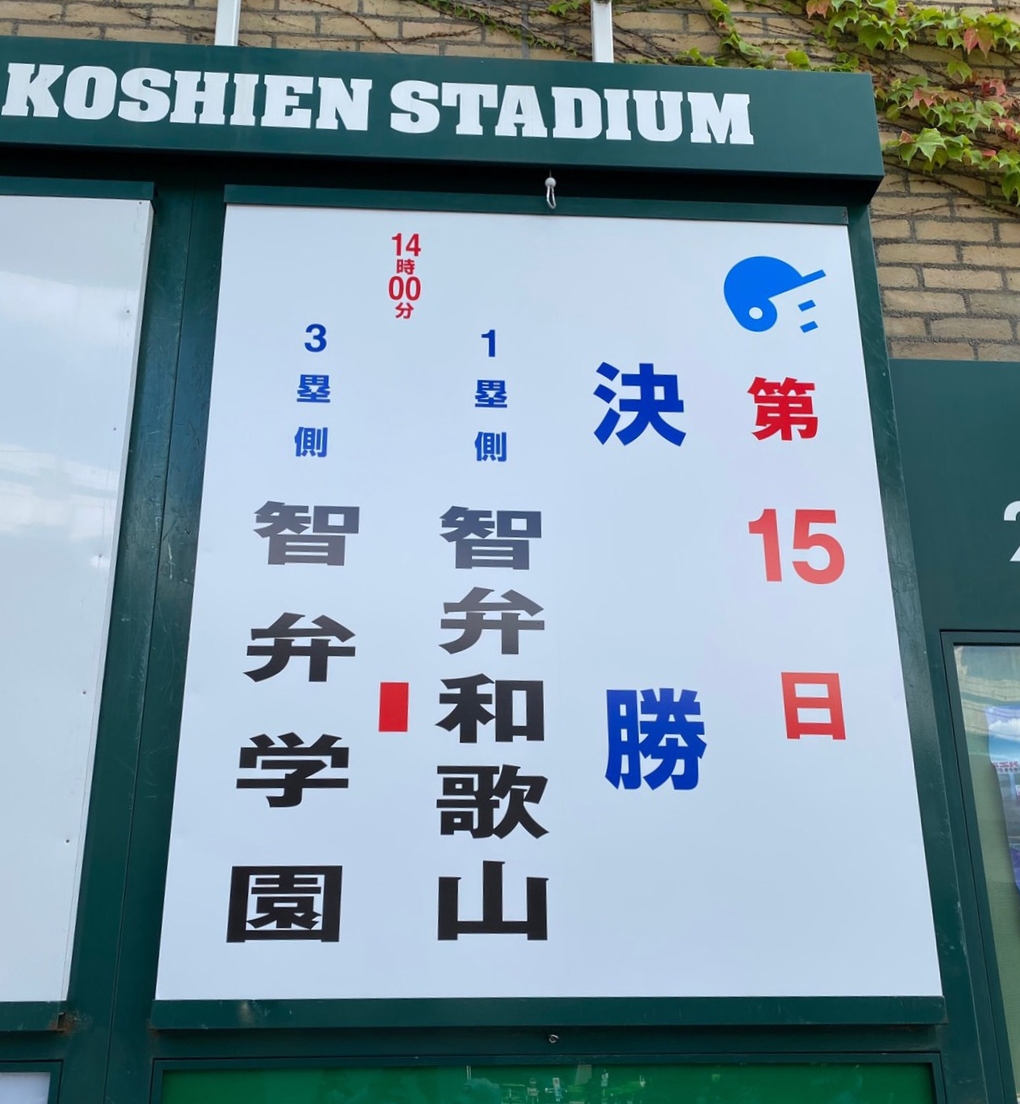 KOSHIEN STADIUM
第15日
決勝
14時00分
1塁側
智弁和歌山
3塁側
智弁学園